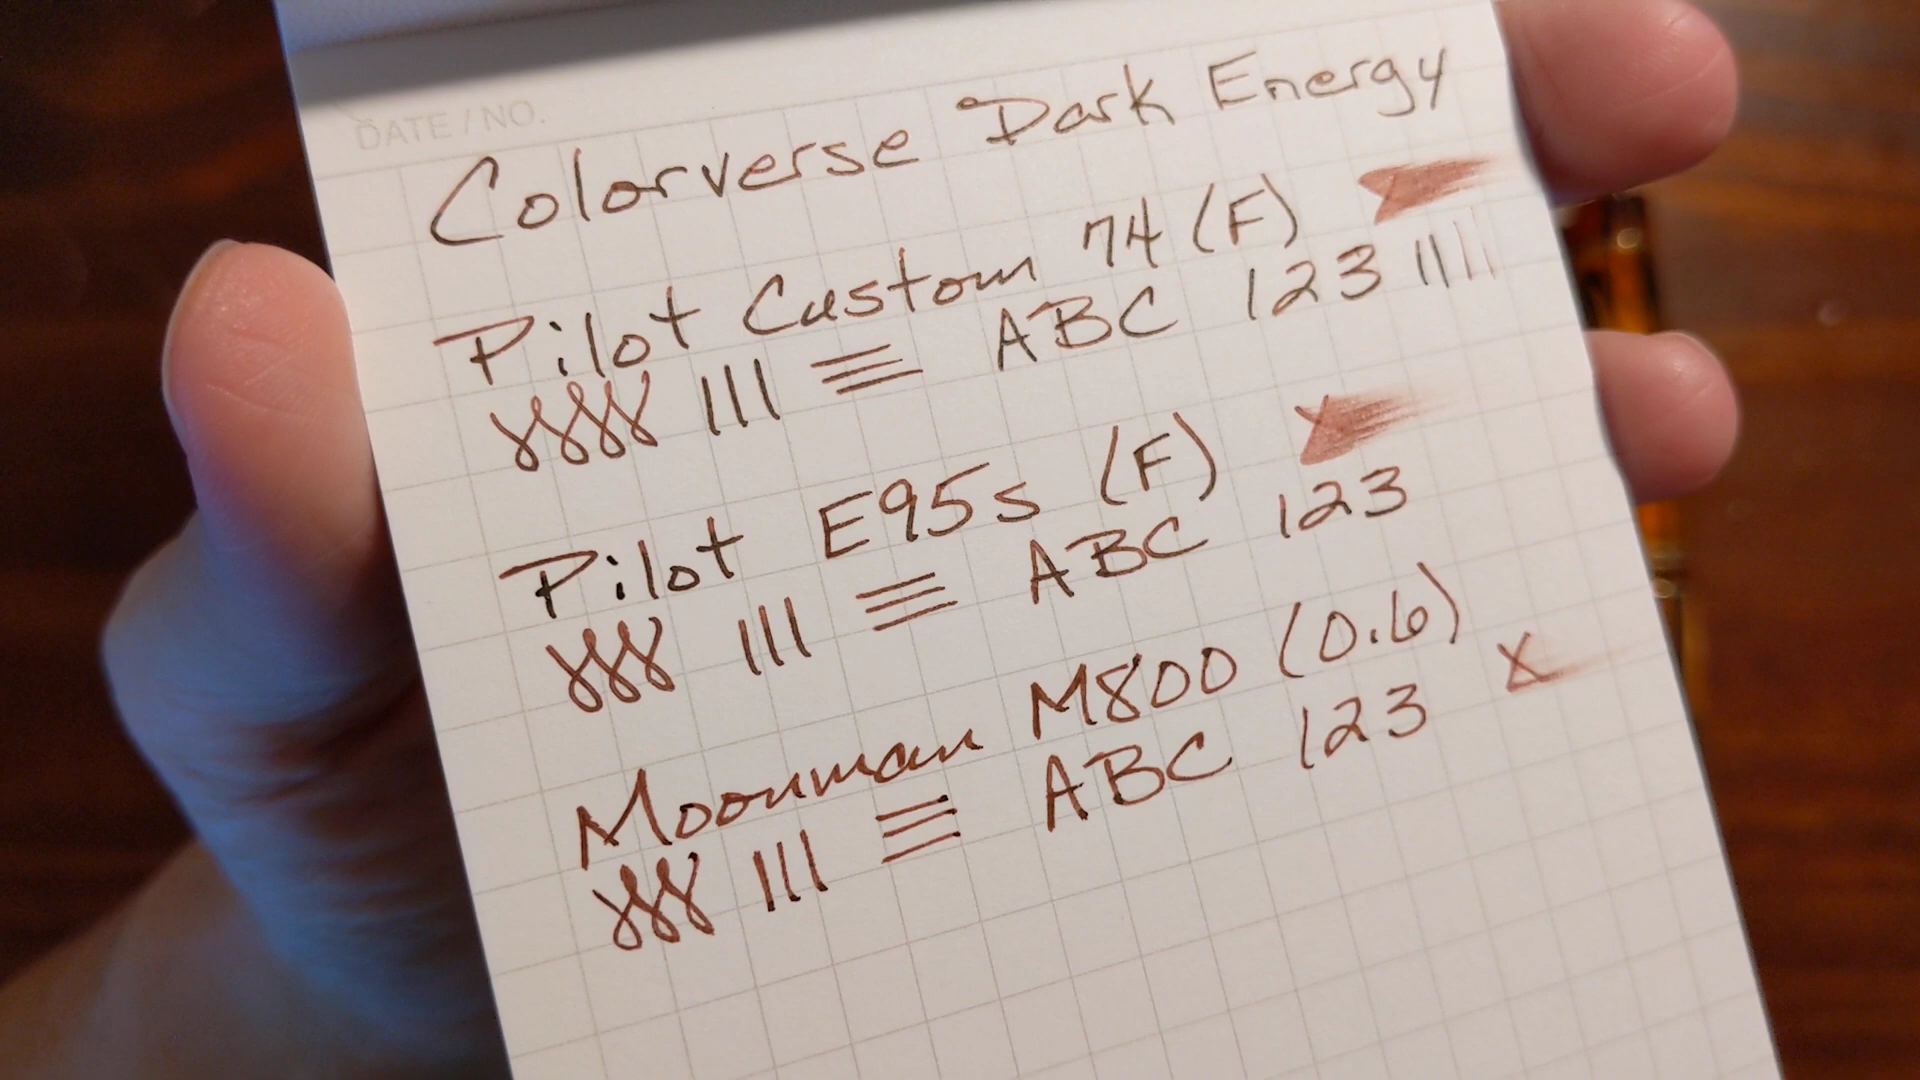 DATE / NO.
Colorverse Dark Energy
Pilot Custom 74 (F)
ABC 123
Pilot E95s (F)
ABC 123
Moonman M800 (0.6)
ABC 123 X